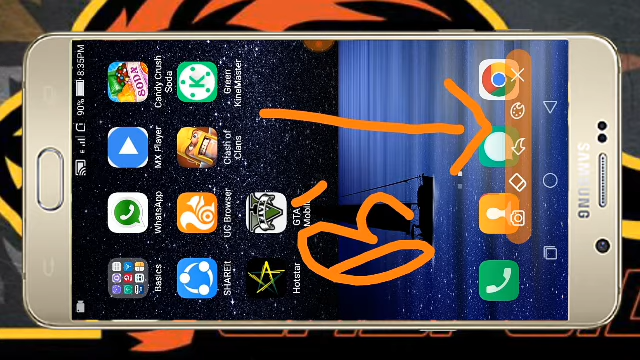 90% 8:35PM
SODA
Basics WhatsApp MX Player Candy Crush
Soda
SHAREit UC Browser Clash of Green
Clans KineMaster
Hotstar GTA
SAMSUNG